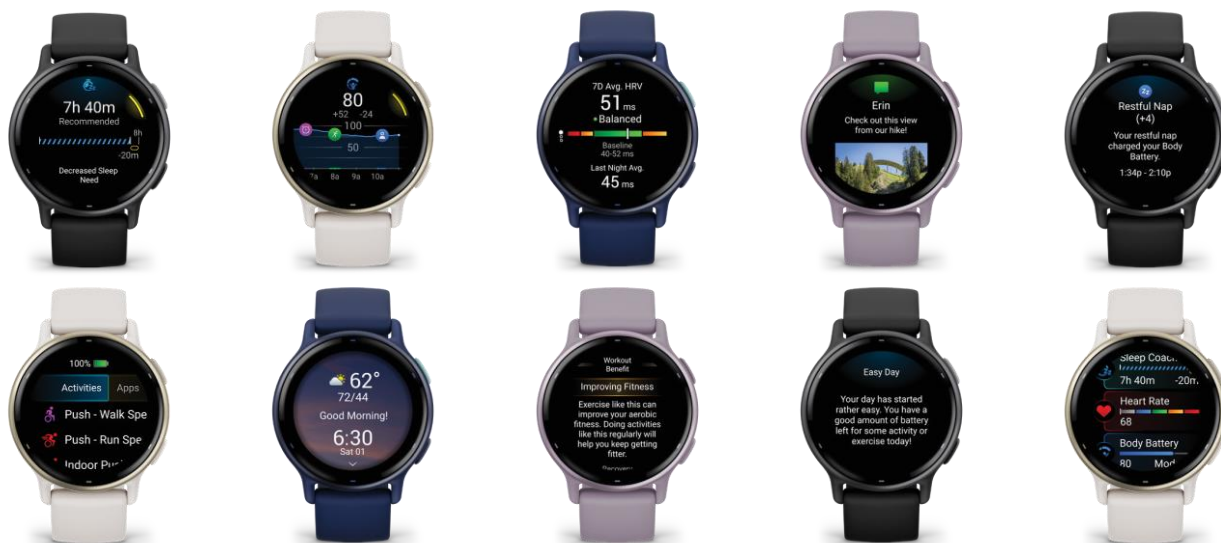 7h 40m
Recommended
8h
-20m
Decreased Sleep
Need
80
+52 -24
100
50
7a 8a 9a 10a
7D Avg. HRV
51 ms
Balanced
Baseline
40-52 ms
Last Night Avg.
45 ms
Erin
Check out this view
from our hike!
Restful Nap
(+4)
Your restful nap
charged your Body
Battery.
1:34p - 2:10p
100%
Activities Apps
Push - Walk Spe
Push - Run Spe
Indoor Pu
62°
72/44
Good Morning!
6:30
Sat 01
Workout
Benefit
Improving Fitness
Exercise like this can
improve your aerobic
fitness. Doing activities
like this regularly will
help you keep getting
fitter.
Recovery
Easy Day
Your day has started
rather easy. You have a
good amount of battery
left for some activity or
exercise today!
Sleep Coac
7h 40m -20m
Heart Rate
68
Body Battery
80 Mod